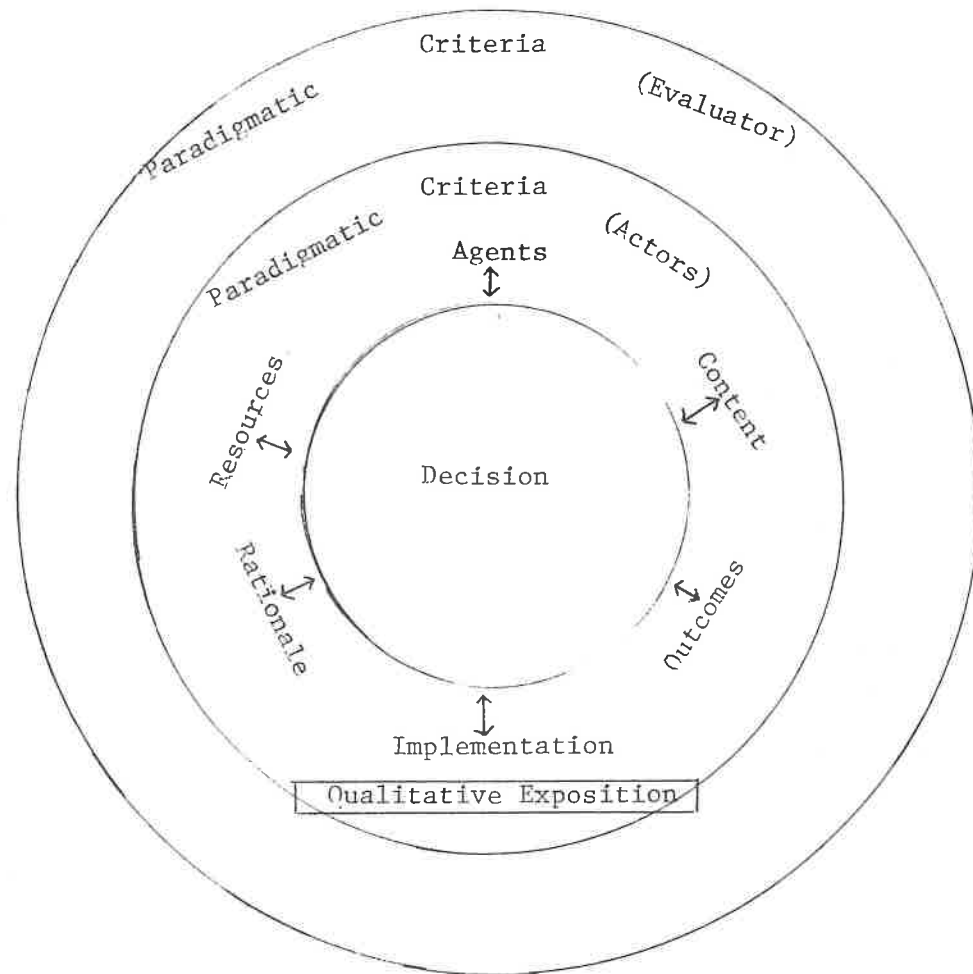 Paradigmatic Criteria (Evaluator)
Paradigmatic Criteria (Actors)
Agents
Resources
Content
Decision
Rationale
Outcomes
Implementation
Qualitative Exposition